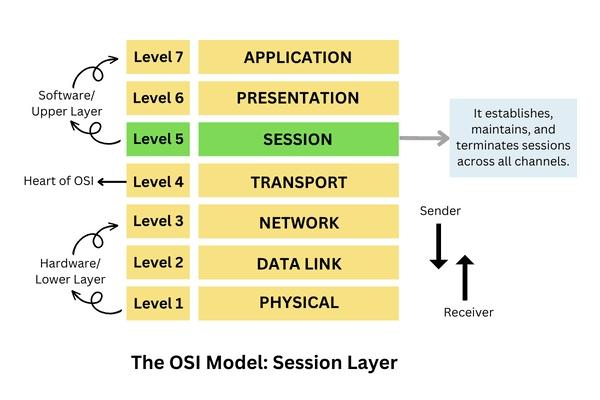 Level 7 APPLICATION
Software/
Upper Layer
Level 6 PRESENTATION
Level 5 SESSION
It establishes,
maintains, and
terminates sessions
across all channels.
Heart of OSI
Level 4 TRANSPORT
Level 3 NETWORK
Sender
Hardware/
Lower Layer
Level 2 DATA LINK
Level 1 PHYSICAL
Receiver
The OSI Model: Session Layer